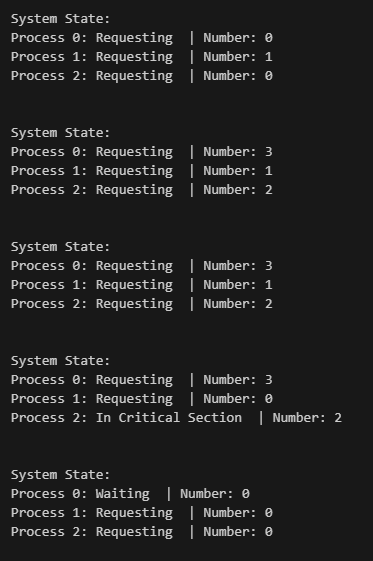 System State:
Process 0: Requesting  | Number: 0
Process 1: Requesting  | Number: 1
Process 2: Requesting  | Number: 0

System State:
Process 0: Requesting  | Number: 3
Process 1: Requesting  | Number: 1
Process 2: Requesting  | Number: 2

System State:
Process 0: Requesting  | Number: 3
Process 1: Requesting  | Number: 1
Process 2: Requesting  | Number: 2

System State:
Process 0: Requesting  | Number: 3
Process 1: Requesting  | Number: 0
Process 2: In Critical Section  | Number: 2

System State:
Process 0: Waiting  | Number: 0
Process 1: Requesting  | Number: 0
Process 2: Requesting  | Number: 0